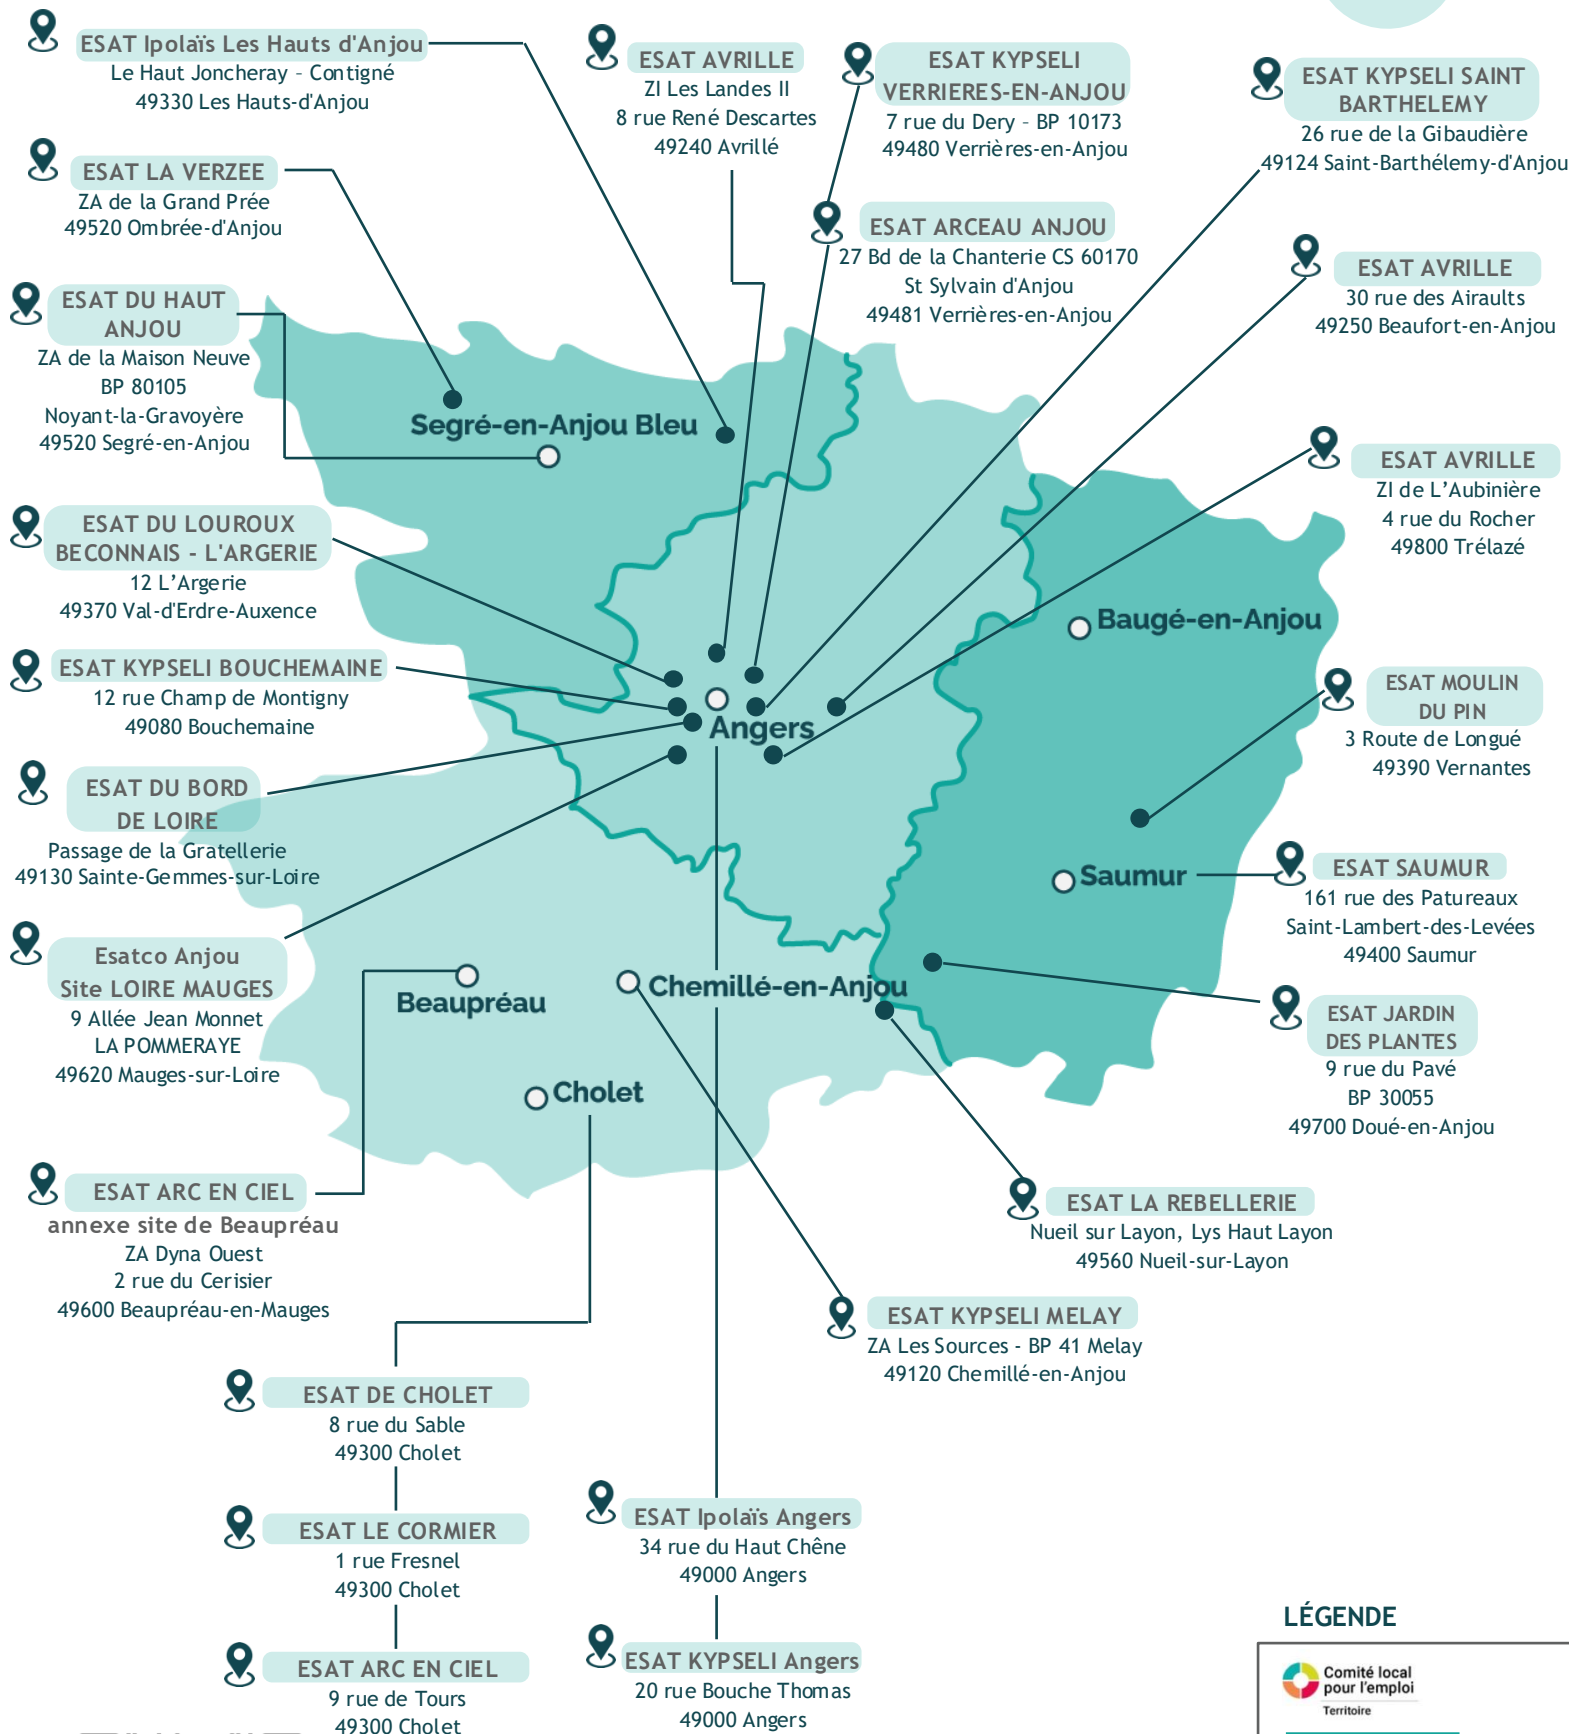 ESAT Ipolaïs Les Hauts d'Anjou
Le Haut Joncheray - Contigné
49330 Les Hauts-d'Anjou
ESAT AVRILLE
ZI Les Landes II
8 rue René Descartes
49240 Avrillé
ESAT KYPSELI
VERRIERES-EN-ANJOU
7 rue du Dery - BP 10173
49480 Verrières-en-Anjou
ESAT KYPSELI SAINT
BARTHELEMY
26 rue de la Gibaudière
49124 Saint-Barthélemy-d'Anjou
ESAT LA VERZEE
ZA de la Grand Prée
49520 Ombrée-d'Anjou
ESAT ARCEAU ANJOU
27 Bd de la Chanterie CS 60170
St Sylvain d'Anjou
49481 Verrières-en-Anjou
ESAT AVRILLE
30 rue des Airaults
49250 Beaufort-en-Anjou
ESAT DU HAUT
ANJOU
ZA de la Maison Neuve
BP 80105
Noyant-la-Gravoyère
49520 Segré-en-Anjou
Segré-en-Anjou Bleu
ESAT AVRILLE
ZI de L'Aubinière
4 rue du Rocher
49800 Trélazé
ESAT DU LOUROUX
BECONNAIS - L'ARGERIE
12 L'Argerie
49370 Val-d'Erdre-Auxence
Baugé-en-Anjou
ESAT KYPSELI BOUCHEMAINE
12 rue Champ de Montigny
49080 Bouchemaine
Angers
ESAT MOULIN
DU PIN
3 Route de Longué
49390 Vernantes
ESAT DU BORD
DE LOIRE
Passage de la Gratellerie
49130 Sainte-Gemmes-sur-Loire
Saumur
ESAT SAUMUR
161 rue des Patureaux
Saint-Lambert-des-Levées
49400 Saumur
Esatco Anjou
Site LOIRE MAUGES
9 Allée Jean Monnet
LA POMMERAYE
49620 Mauges-sur-Loire
Beaupréau
Chemillé-en-Anjou
ESAT JARDIN
DES PLANTES
9 rue du Pavé
BP 30055
49700 Doué-en-Anjou
Cholet
ESAT ARC EN CIEL
annexe site de Beaupréau
ZA Dyna Ouest
2 rue du Cerisier
49600 Beaupréau-en-Mauges
ESAT LA REBELLERIE
Nueil sur Layon, Lys Haut Layon
49560 Nueil-sur-Layon
ESAT KYPSELI MELAY
ZA Les Sources - BP 41 Melay
49120 Chemillé-en-Anjou
ESAT DE CHOLET
8 rue du Sable
49300 Cholet
ESAT LE CORMIER
1 rue Fresnel
49300 Cholet
ESAT ARC EN CIEL
9 rue de Tours
49300 Cholet
ESAT Ipolaïs Angers
34 rue du Haut Chêne
49000 Angers
ESAT KYPSELI Angers
20 rue Bouche Thomas
49000 Angers
LÉGENDE
Comité local
pour l'emploi
Territoire